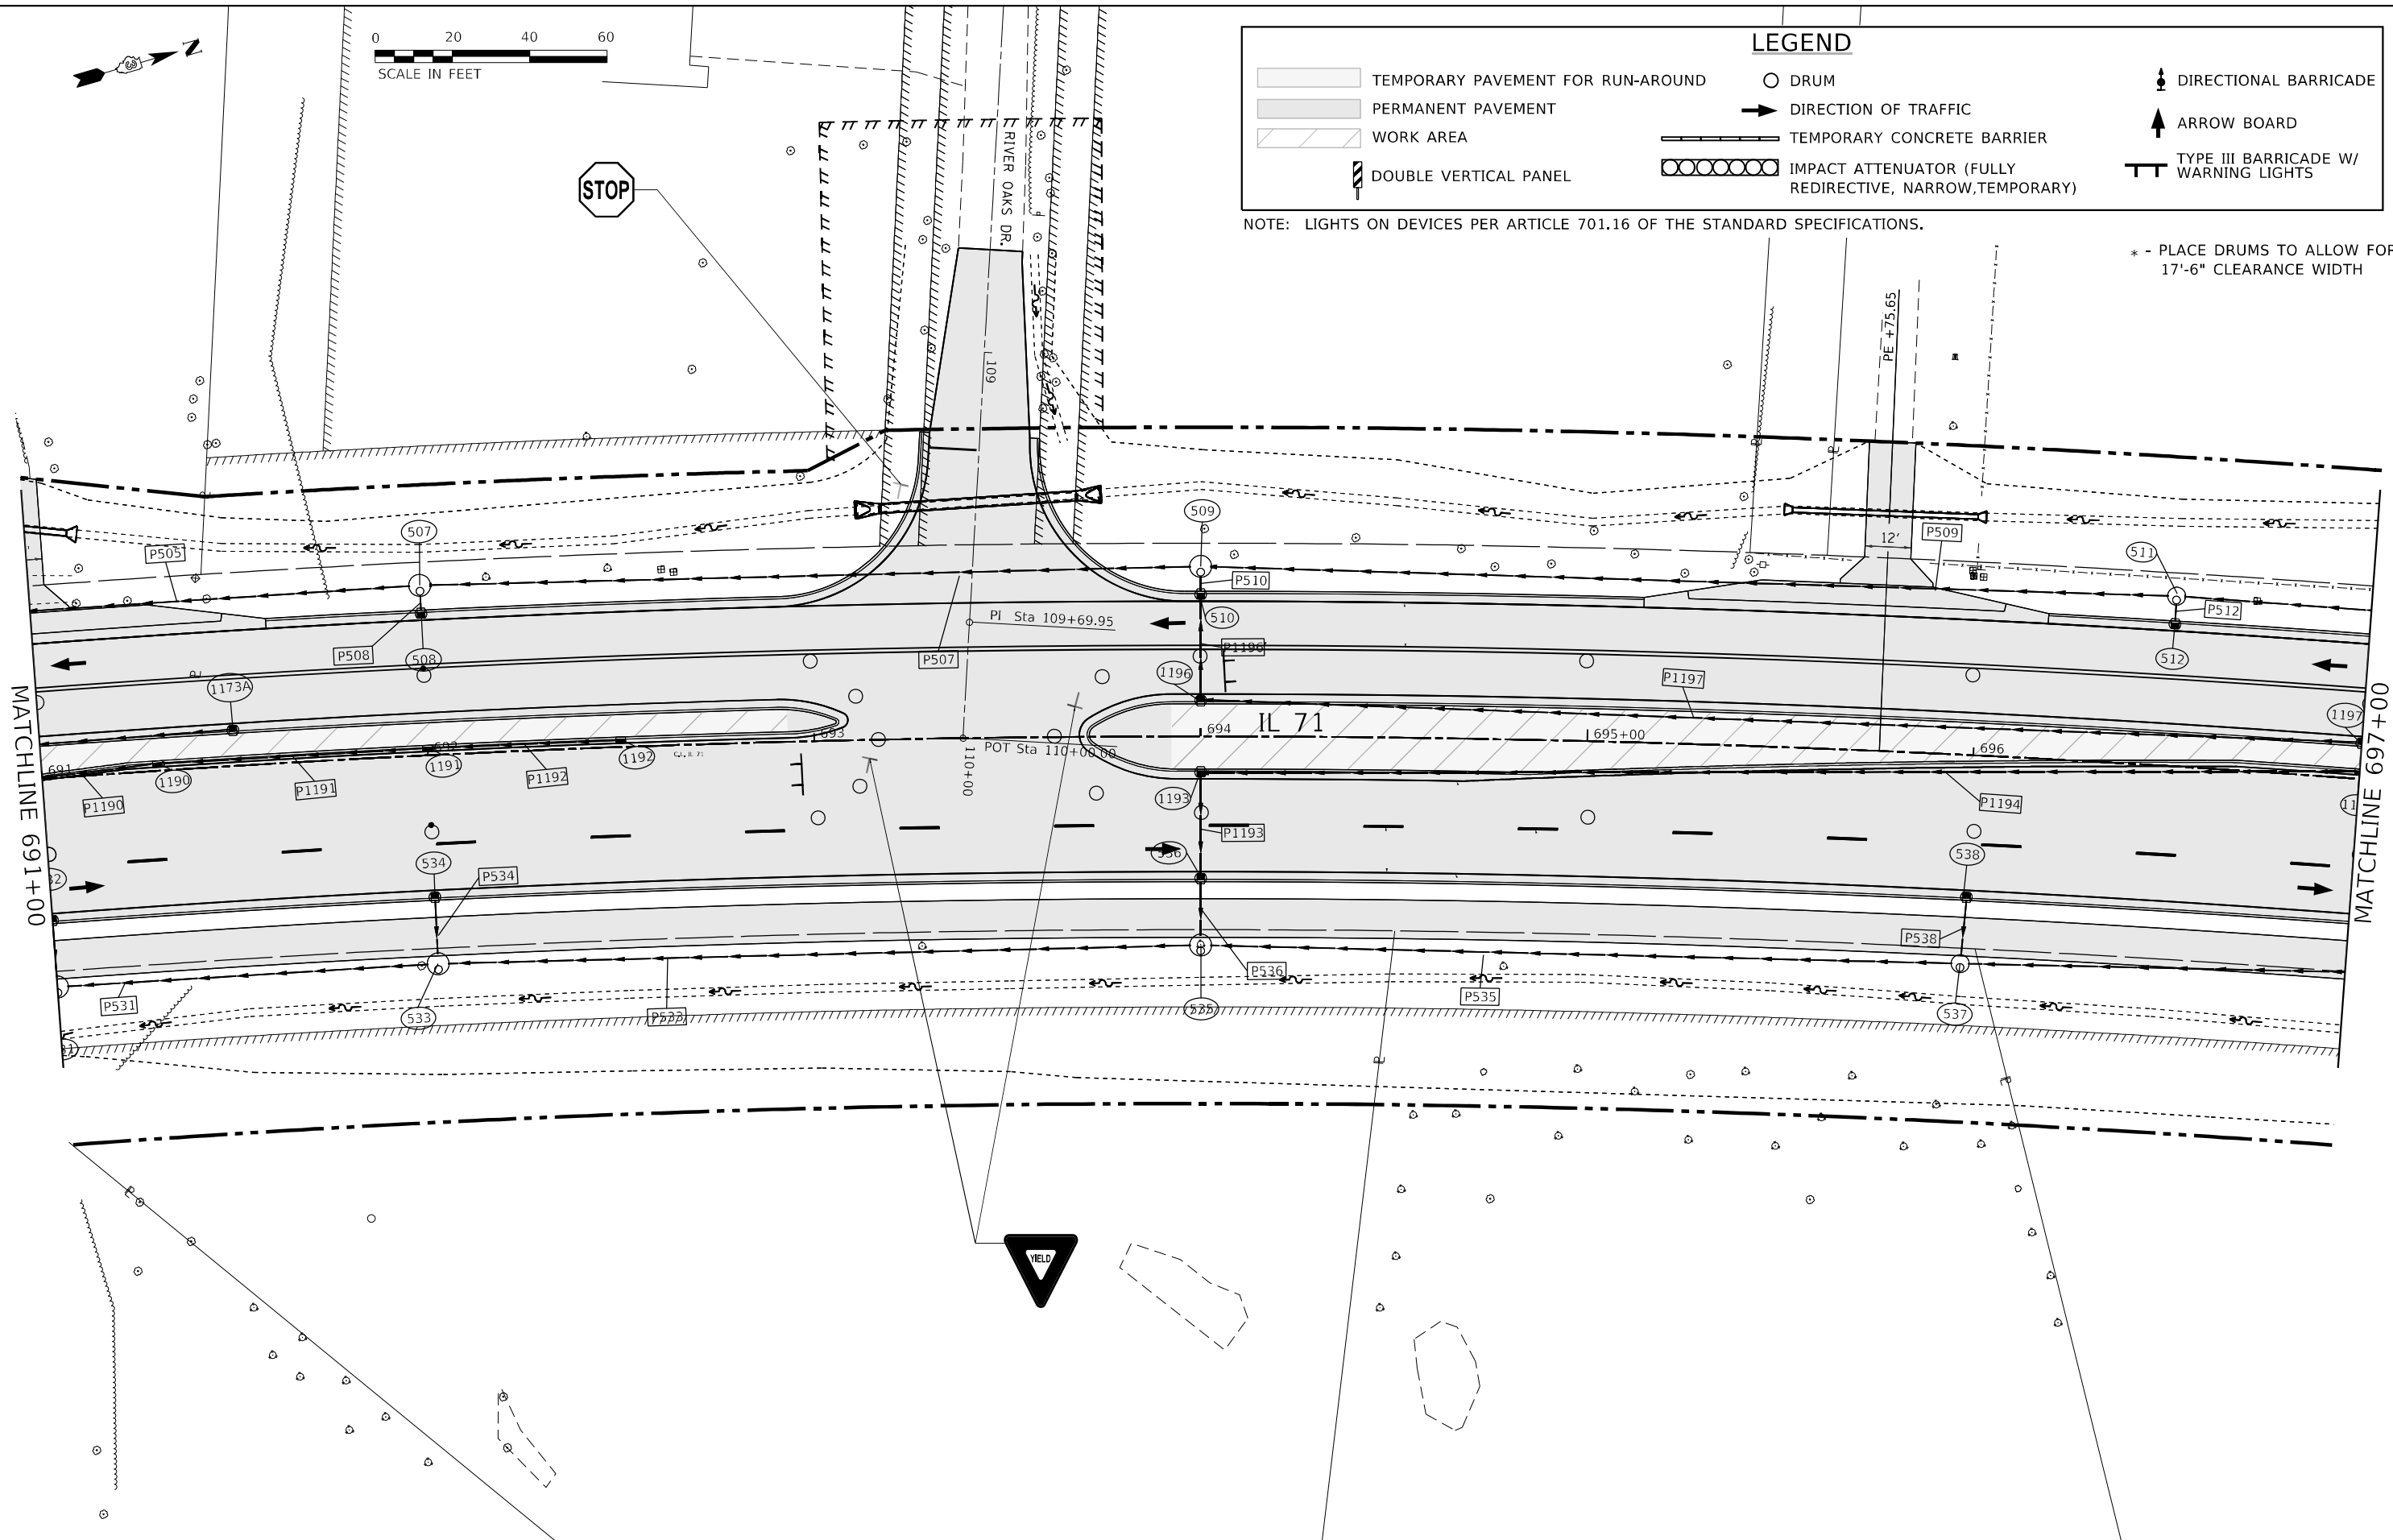 N
3
0 20 40 60
SCALE IN FEET
LEGEND
TEMPORARY PAVEMENT FOR RUN-AROUND
PERMANENT PAVEMENT
WORK AREA
DOUBLE VERTICAL PANEL
DRUM
DIRECTION OF TRAFFIC
TEMPORARY CONCRETE BARRIER
IMPACT ATTENUATOR (FULLY
REDIRECTIVE, NARROW,TEMPORARY)
DIRECTIONAL BARRICADE
ARROW BOARD
TYPE III BARRICADE W/
WARNING LIGHTS
NOTE: LIGHTS ON DEVICES PER ARTICLE 701.16 OF THE STANDARD SPECIFICATIONS.
* - PLACE DRUMS TO ALLOW FOR
17'-6" CLEARANCE WIDTH
STOP
RIVER OAKS DR.
109
PE +75.65
12'
507
509
511
P505
P509
P510
P512
510
512
PI Sta 109+69.95
P508
508
P507
P1196
1196
P1197
1173A
1197
MATCHLINE 691+00
MATCHLINE 697+00
IL 71
691
692
693
694
695+00
696
POT Sta 110+00.00
110+00
1190
1191
1192
1193
P1190
P1191
P1192
P1193
P1194
11
32
534
P534
536
538
P538
P531
533
P533
535
P536
P535
537
YIELD